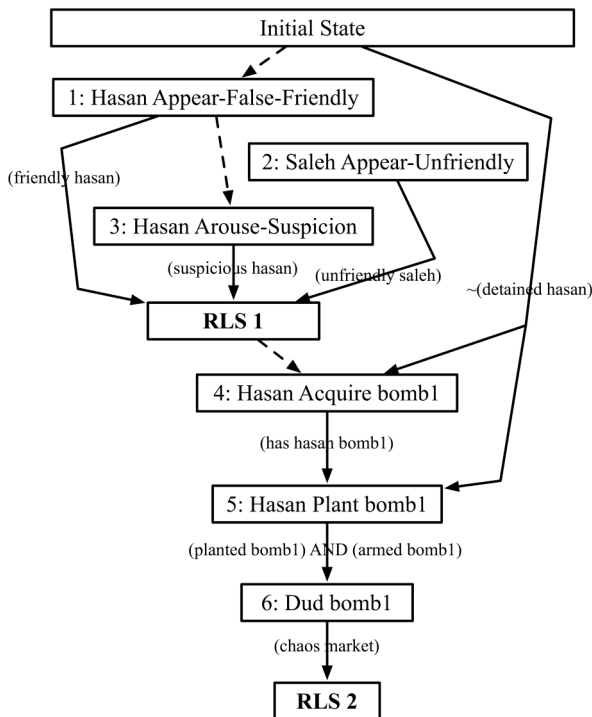 Initial State
1: Hasan Appear-False-Friendly
2: Saleh Appear-Unfriendly
(friendly hasan)
3: Hasan Arouse-Suspicion
(suspicious hasan)
(unfriendly saleh)
~(detained hasan)
RLS 1
4: Hasan Acquire bomb1
(has hasan bomb1)
5: Hasan Plant bomb1
(planted bomb1) AND (armed bomb1)
6: Dud bomb1
(chaos market)
RLS 2